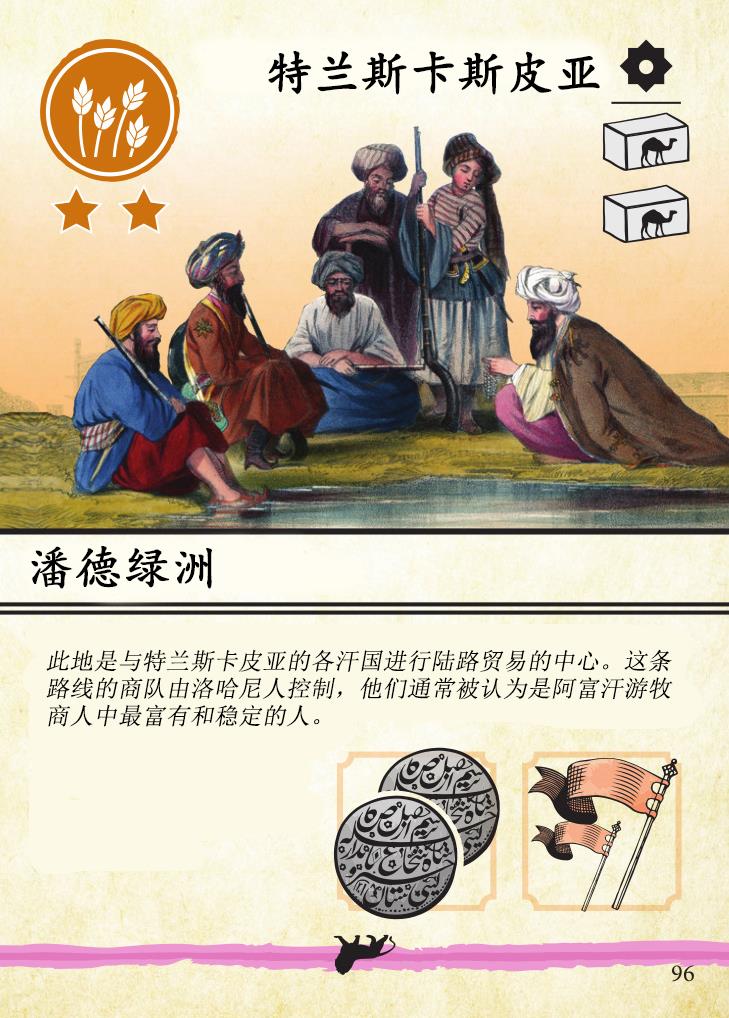 特兰斯卡斯皮亚
潘德绿洲
此地是与特兰斯卡皮亚的各汗国进行陆路贸易的中心。这条
路线的商队由洛哈尼人控制，他们通常被认为是阿富汗游牧
商人中最富有和稳定的人。
96